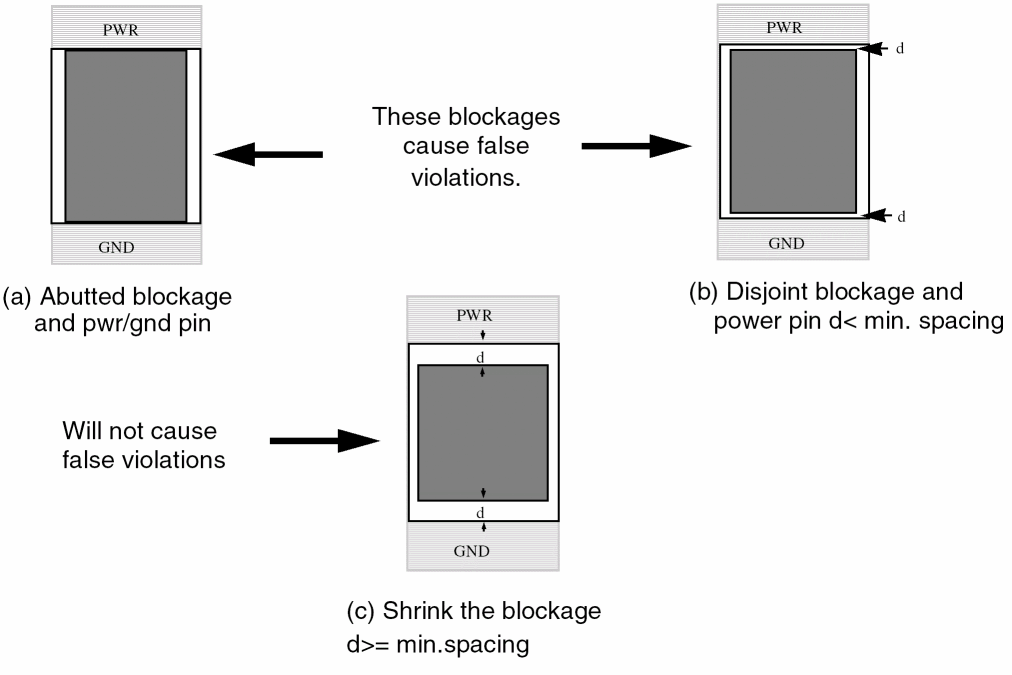 PWR
GND
(a) Abutted blockage
and pwr/gnd pin
These blockages
cause false
violations.
PWR
d
d
GND
(b) Disjoint blockage and
power pin d< min. spacing
Will not cause
false violations
PWR
d
d
GND
(c) Shrink the blockage
d>= min.spacing